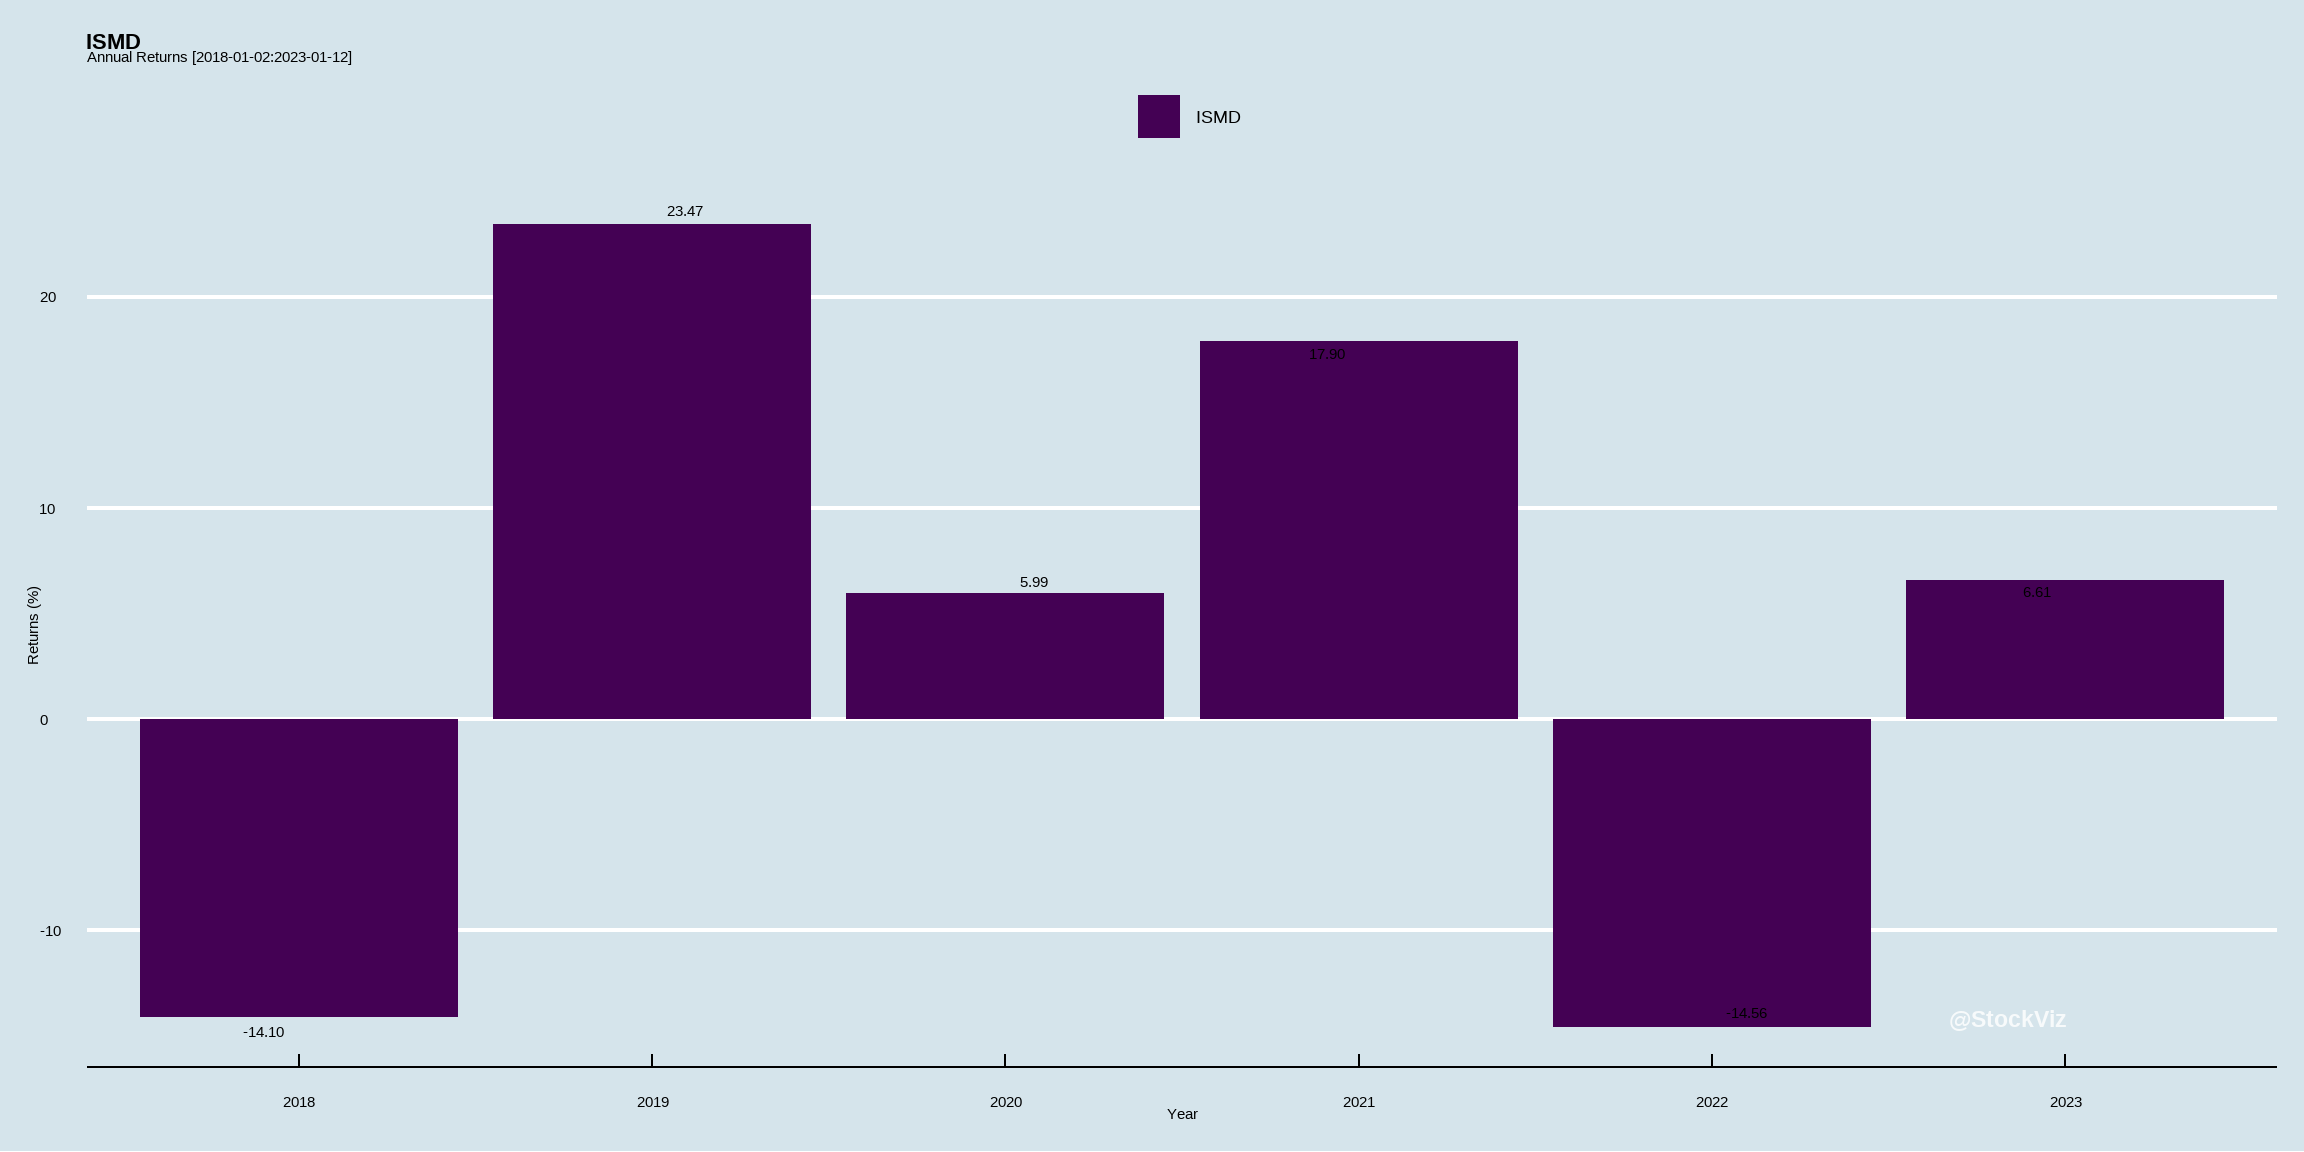 ISMD
Annual Returns [2018-01-02:2023-01-12]
ISMD
23.47
20
17.90
10
5.99
6.61
Returns (%)
0
-10
-14.56
@StockViz
-14.10
2018 2019 2020 2021 2022 2023
Year